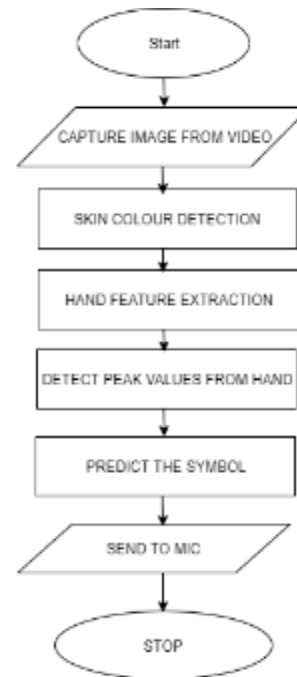 Start
CAPTURE IMAGE FROM VIDEO
SKIN COLOUR DETECTION
HAND FEATURE EXTRACTION
DETECT PEAK VALUES FROM HAND
PREDICT THE SYMBOL
SEND TO MIC
STOP